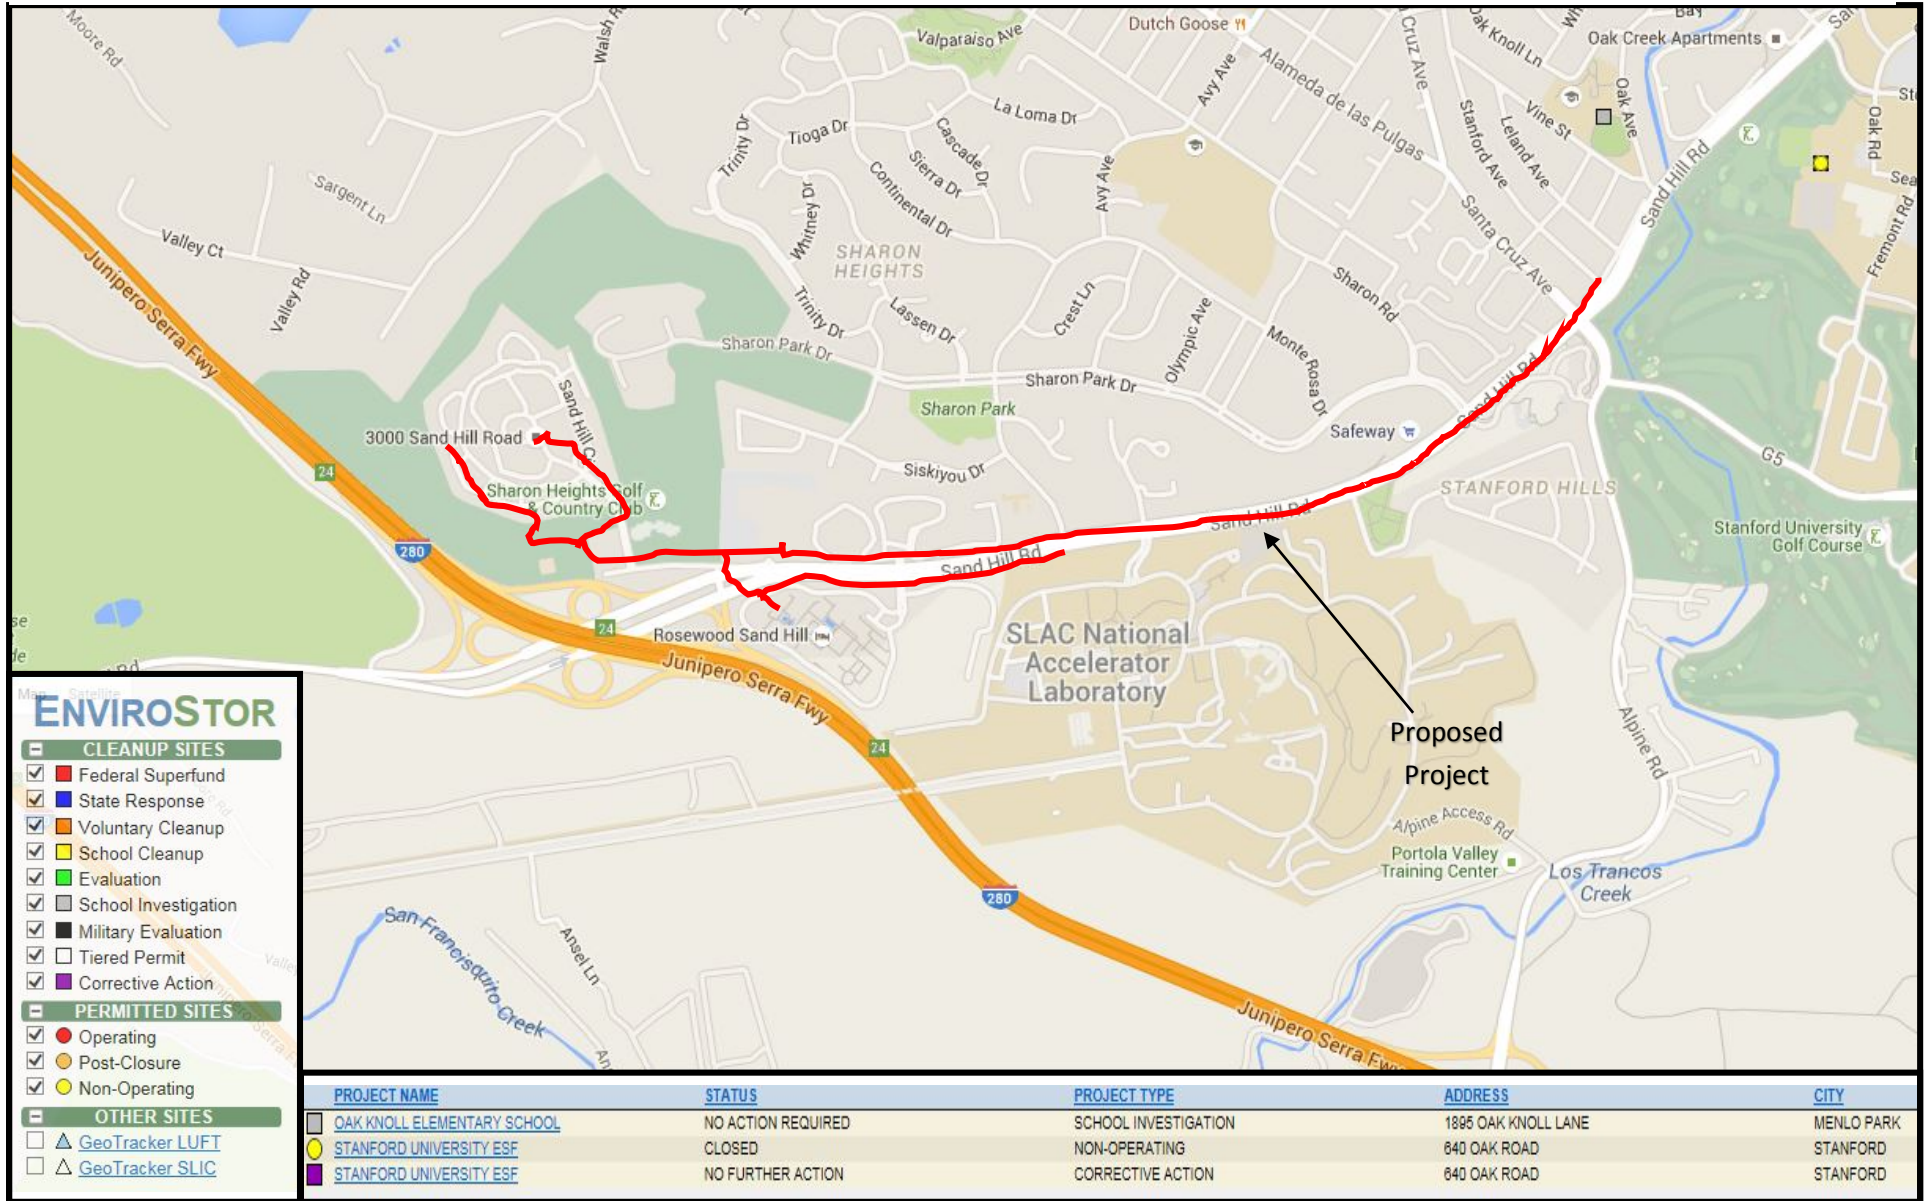 Moore Rd
Walsh R
Valparaiso Ave
Dutch Goose
Cruz Ave
Oak Knoll Ln
Wh
Bay
San
Oak Creek Apartments
Alameda de las Pulgas
Avy Ave
La Loma Dr
Tioga Dr
Trinity Dr
Cascade Dr
Sierra Dr
Continental Dr
Whitney Dr
Avy Ave
Stanford Ave
Leland Ave
Vine St
Oak Ave
Sand Hill Rd
Oak Rd
St
Sea
Fremont Rd
Sargent Ln
Valley Ct
Valley Rd
Junipero Serra Fwy
SHARON
HEIGHTS
Santa Cruz Ave
Sharon Rd
Trinity Dr
Lassen Dr
Crest Ln
Olympic Ave
Monte Rosa Dr
Sharon Park Dr
Sharon Park Dr
Sharon Park
Sand Hill Rd
Safeway
3000 Sand Hill Road
Sand Hill Ci
24
Sharon Heights Golf
& Country Club
Siskiyou Dr
STANFORD HILLS
G5
Stanford University
Golf Course
280
Sand Hill Rd
Sand Hill Rd
24
Rosewood Sand Hill
Junipero Serra Fwy
SLAC National
Accelerator
Laboratory
se
le
Rd
24
Proposed
Project
Alpine Rd
Alpine Access Rd
Portola Valley
Training Center
Los Trancos
Creek
280
San Francisquito Creek
Ansel Ln
An
Junipero Serra Fwy
Map Satellite
ENVIROSTOR
CLEANUP SITES
Federal Superfund
State Response
Voluntary Cleanup
School Cleanup
Evaluation
School Investigation
Military Evaluation
Tiered Permit
Corrective Action
PERMITTED SITES
Operating
Post-Closure
Non-Operating
OTHER SITES
GeoTracker LUFT
GeoTracker SLIC
PROJECT NAME STATUS PROJECT TYPE ADDRESS CITY
OAK KNOLL ELEMENTARY SCHOOL NO ACTION REQUIRED SCHOOL INVESTIGATION 1895 OAK KNOLL LANE MENLO PARK
STANFORD UNIVERSITY ESF CLOSED NON-OPERATING 640 OAK ROAD STANFORD
STANFORD UNIVERSITY ESF NO FURTHER ACTION CORRECTIVE ACTION 640 OAK ROAD STANFORD